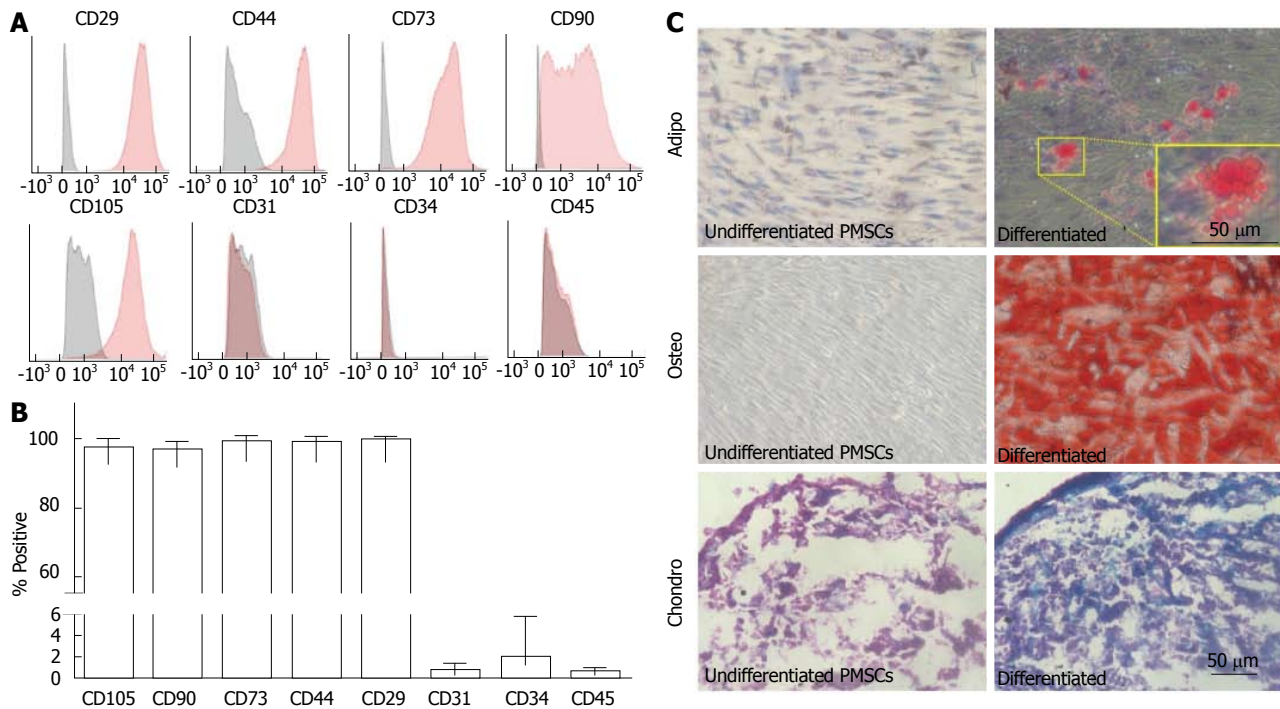 A
CD29 CD44 CD73 CD90
-10³ 0 10³ 10⁴ 10⁵ -10³ 0 10³ 10⁴ 10⁵ -10³ 0 10³ 10⁴ 10⁵ -10³ 0 10³ 10⁴ 10⁵
CD105 CD31 CD34 CD45
-10³ 0 10³ 10⁴ 10⁵ -10³ 0 10³ 10⁴ 10⁵ -10³ 0 10³ 10⁴ 10⁵ -10³ 0 10³ 10⁴ 10⁵
B
% Positive
100
80
60
6
4
2
0
CD105 CD90 CD73 CD44 CD29 CD31 CD34 CD45
C
Adipo
Undifferentiated PMSCs
Differentiated
50 μm
Osteo
Undifferentiated PMSCs
Differentiated
Chondro
Undifferentiated PMSCs
Differentiated
50 μm